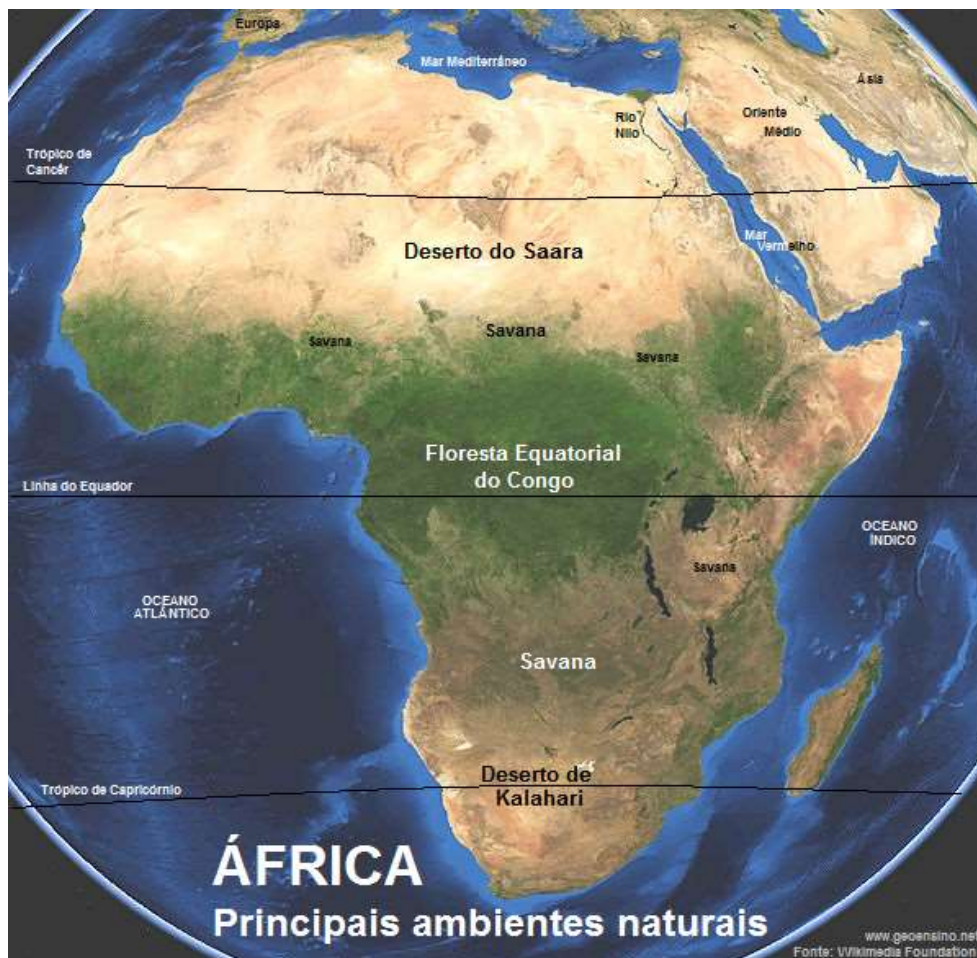 Europa
Mar Mediterrâneo
Ásia
Rio
Nilo
Oriente
Médio
Trópico de
Cancêr
Mar
Vermelho
Deserto do Saara
Savana
Savana
Savana
Floresta Equatorial
do Congo
Linha do Equador
OCEANO
ÍNDICO
Savana
OCEANO
ATLÂNTICO
Savana
Deserto de
Kalahari
Trópico de Capricórnio
ÁFRICA
Principais ambientes naturais
www.geoensino.net
Fonte: Wikimedia Foundation